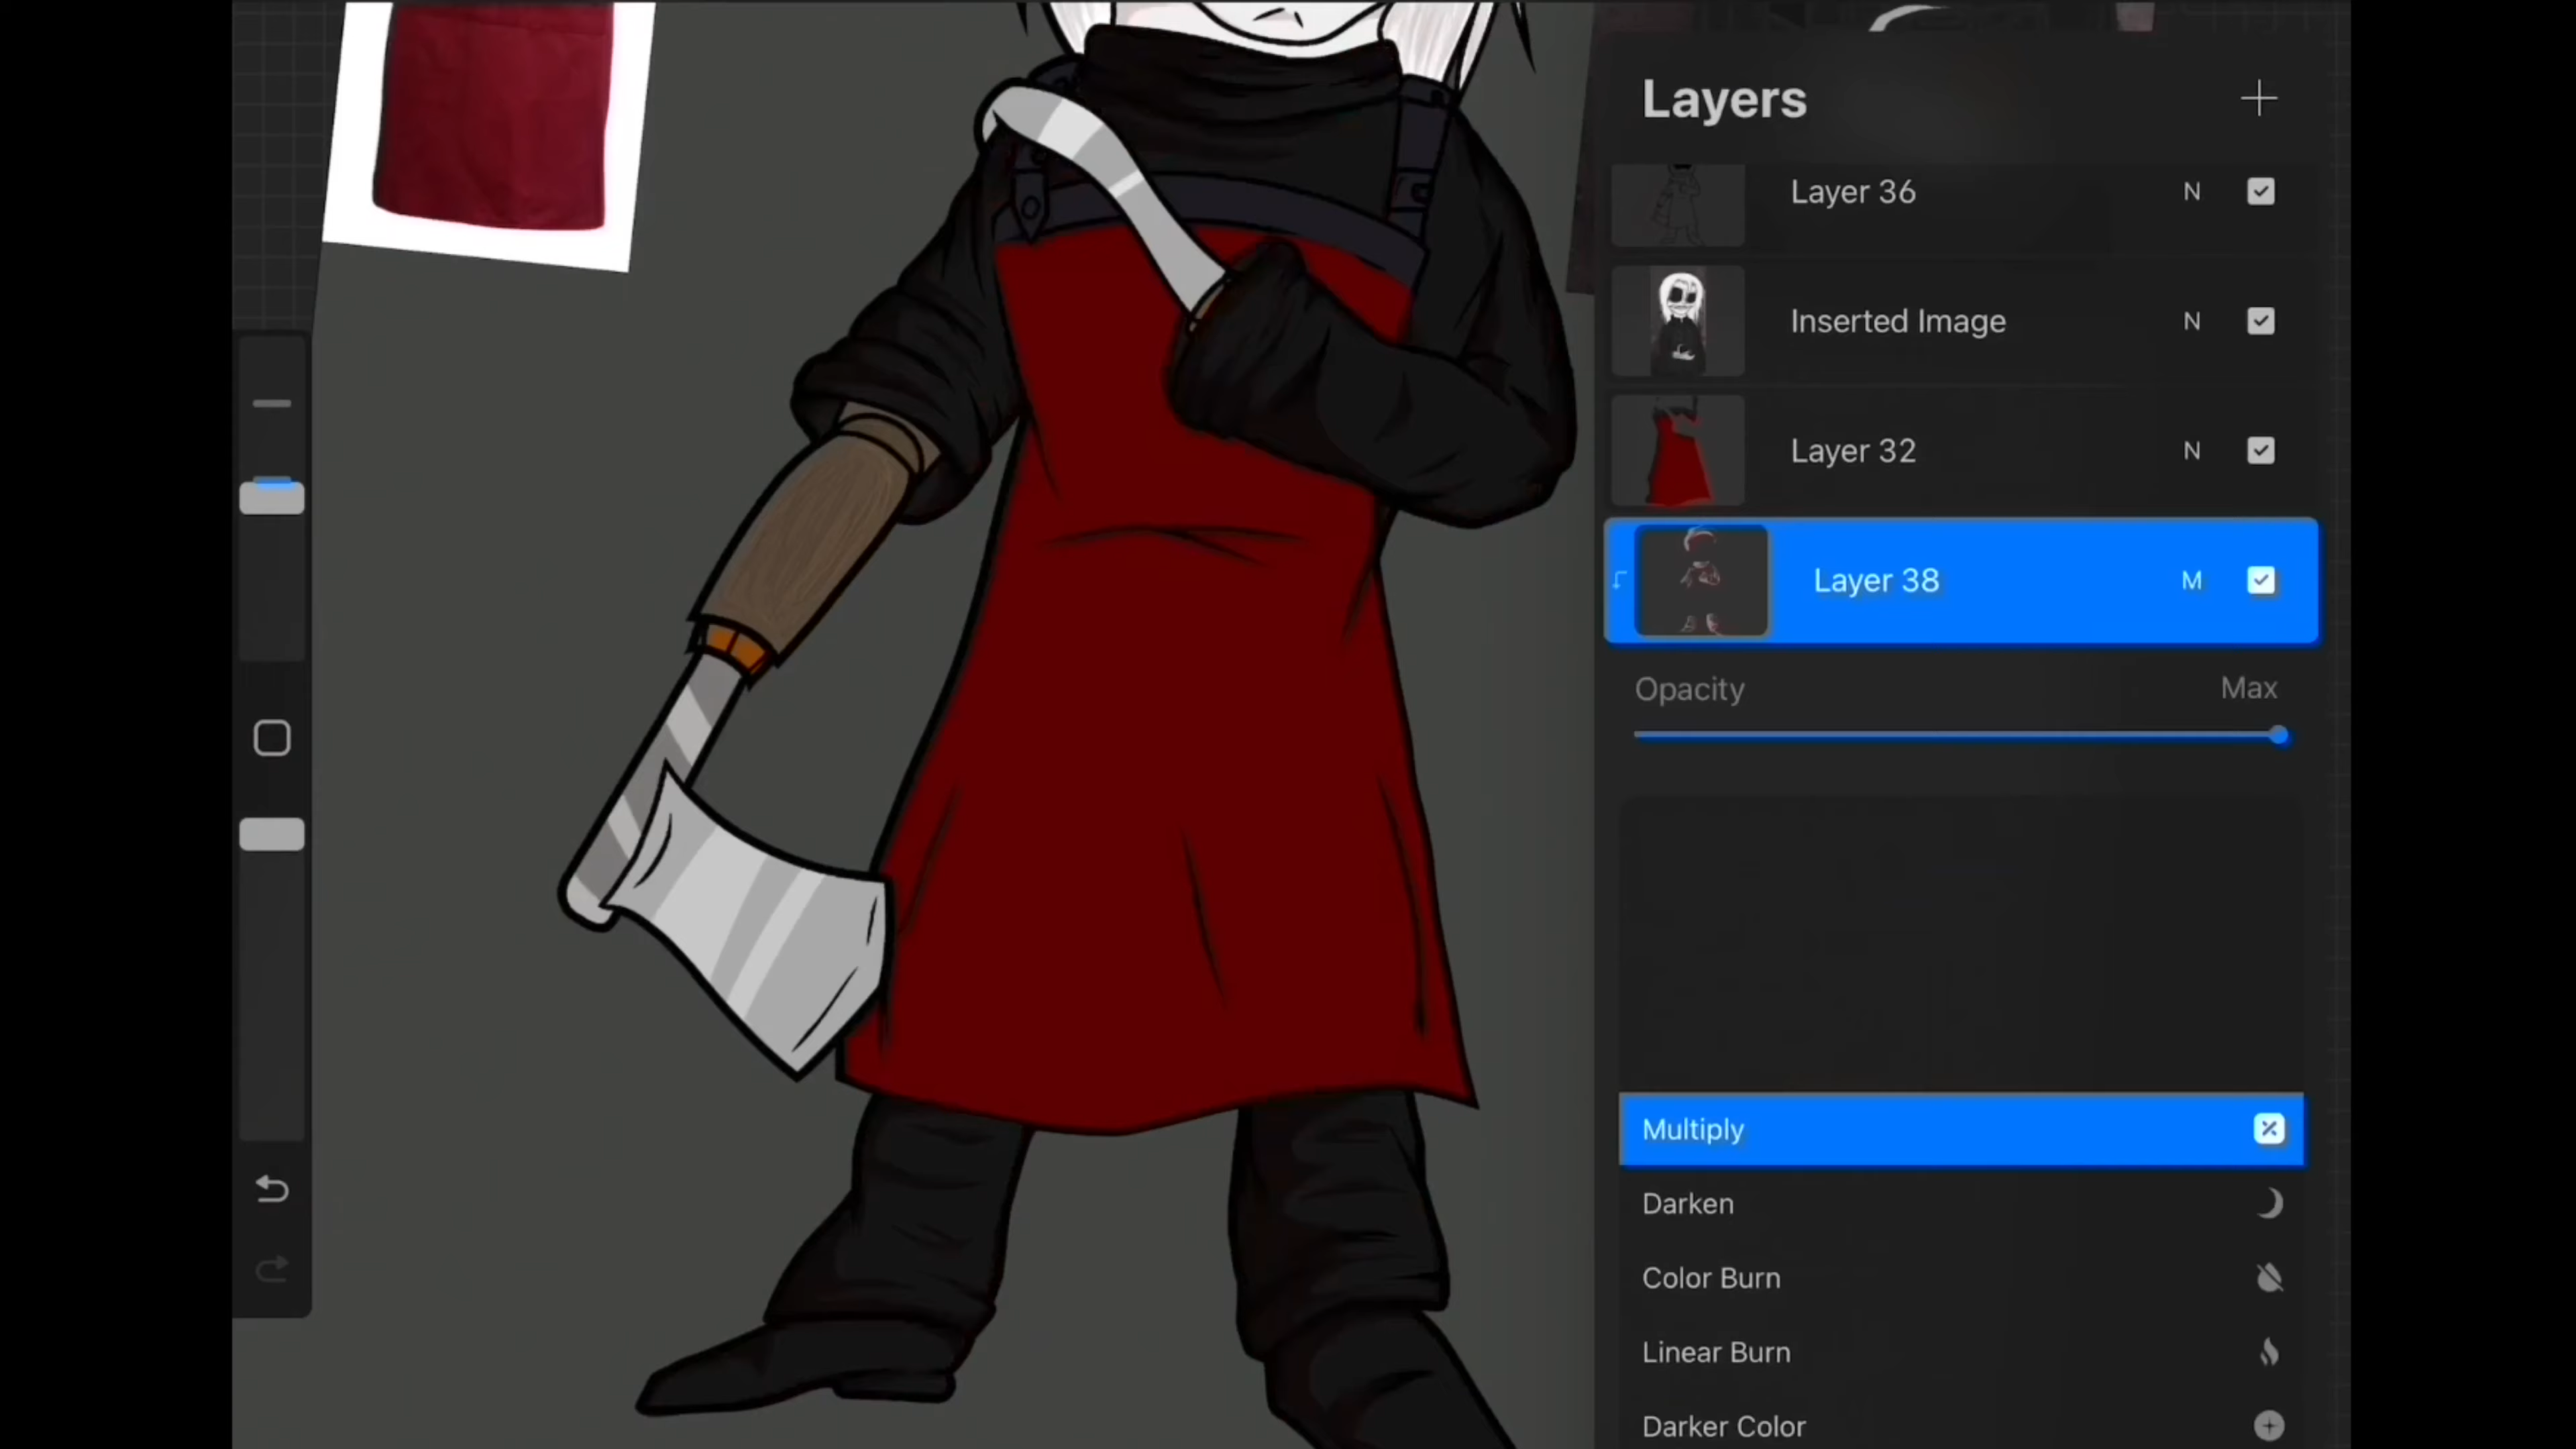 Layers
Layer 36
N
Inserted Image
N
Layer 32
N
Layer 38
M
Opacity
Max
Multiply
Darken
Color Burn
Linear Burn
Darker Color